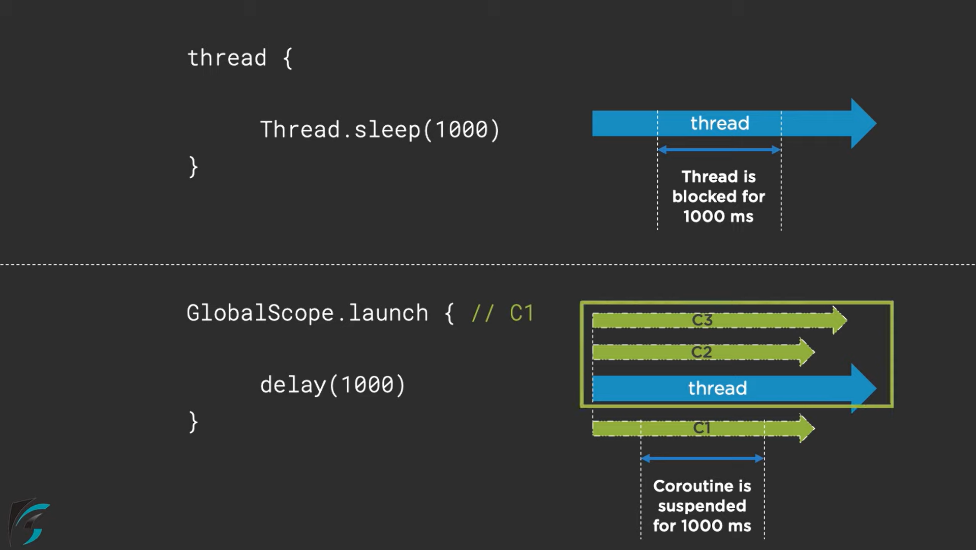 thread {
Thread.sleep(1000)
}
thread
Thread is
blocked for
1000 ms
GlobalScope.launch { // C1
delay(1000)
}
C3
C2
thread
C1
Coroutine is
suspended
for 1000 ms